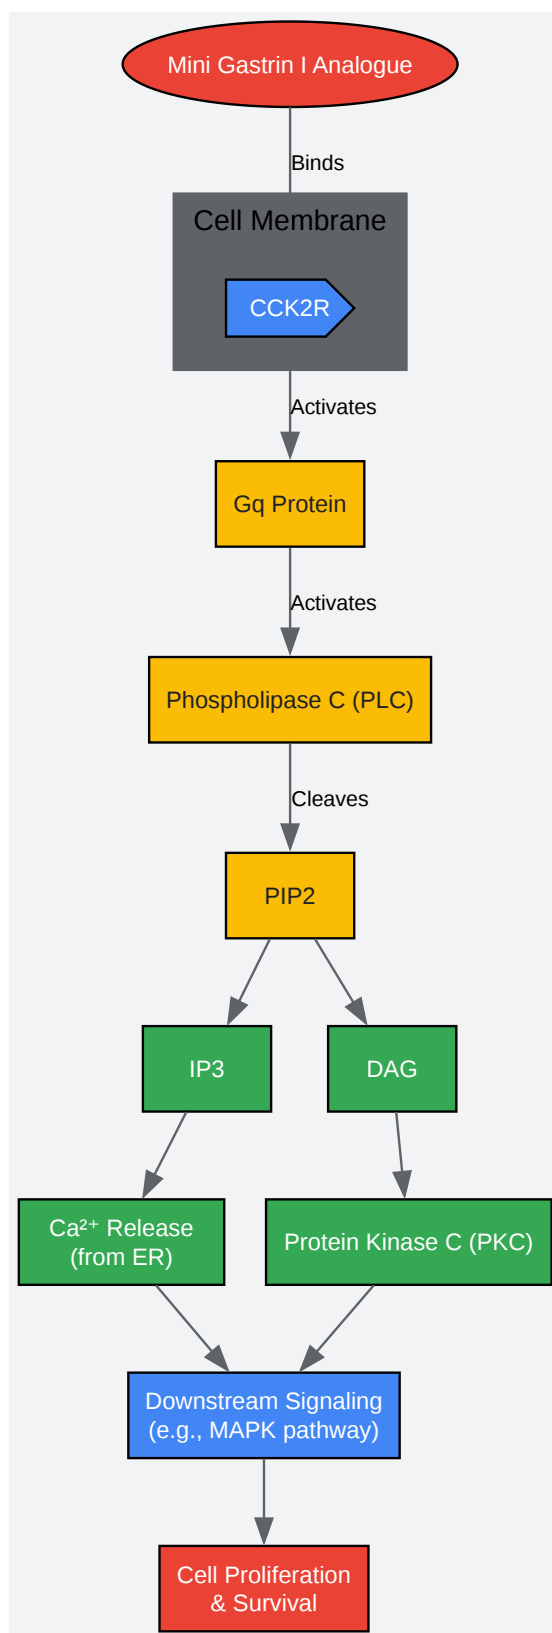 Mini Gastrin I Analogue
Binds
Cell Membrane
CCK2R
Activates
Gq Protein
Activates
Phospholipase C (PLC)
Cleaves
PIP2
IP3
DAG
Ca²⁺ Release
(from ER)
Protein Kinase C (PKC)
Downstream Signaling
(e.g., MAPK pathway)
Cell Proliferation
& Survival